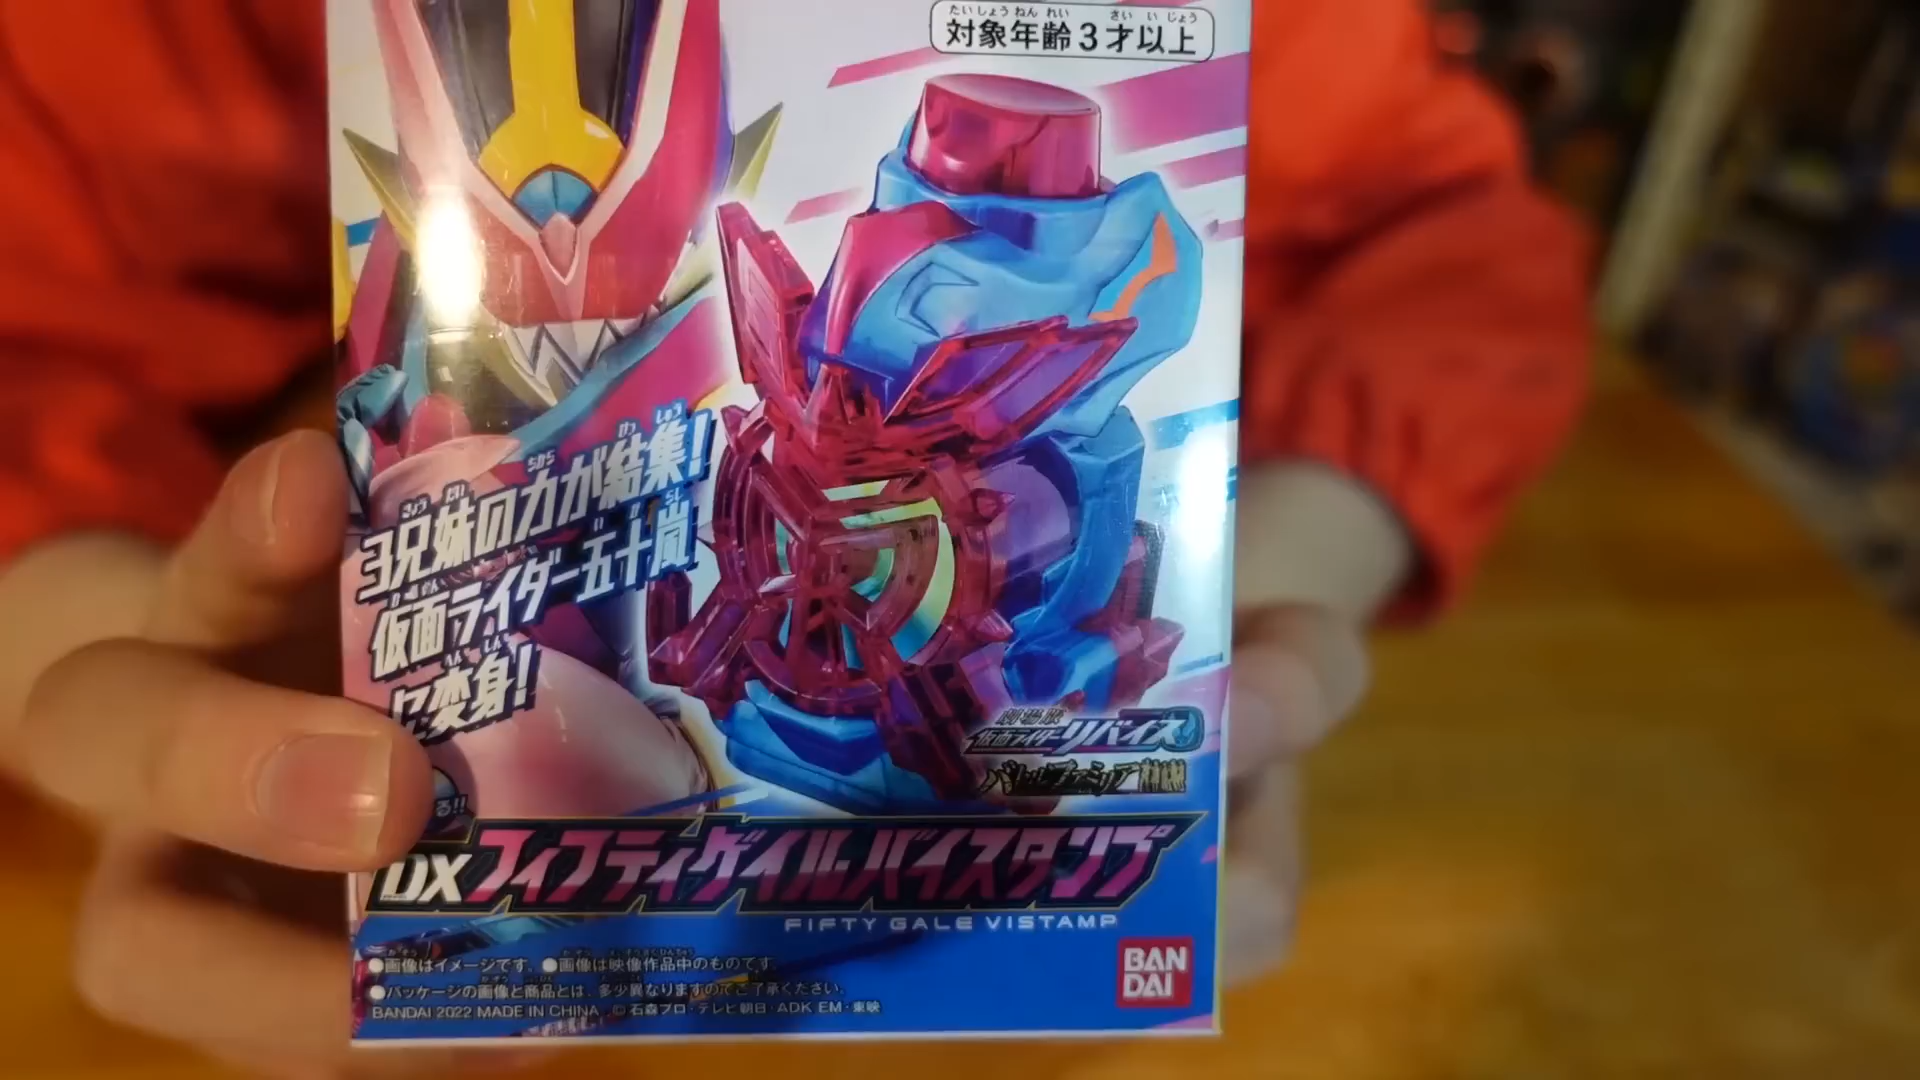 たいしょうねんれい さいいじょう
対象年齢3才以上
3兄妹の力が結集!
仮面ライダー五十嵐
に変身!
劇場版
仮面ライダーリバイス
バトルファミリア
る!!
DXフィフティゲイルバイスタンプ
FIFTY GALE VISTAMP
●画像はイメージです。●画像は映像作品中のものです。
●パッケージの画像と商品とは、多少異なりますのでご了承ください。
BANDAI 2022 MADE IN CHINA ©石森プロ・テレビ朝日・ADK EM・東映
BAN
DAI